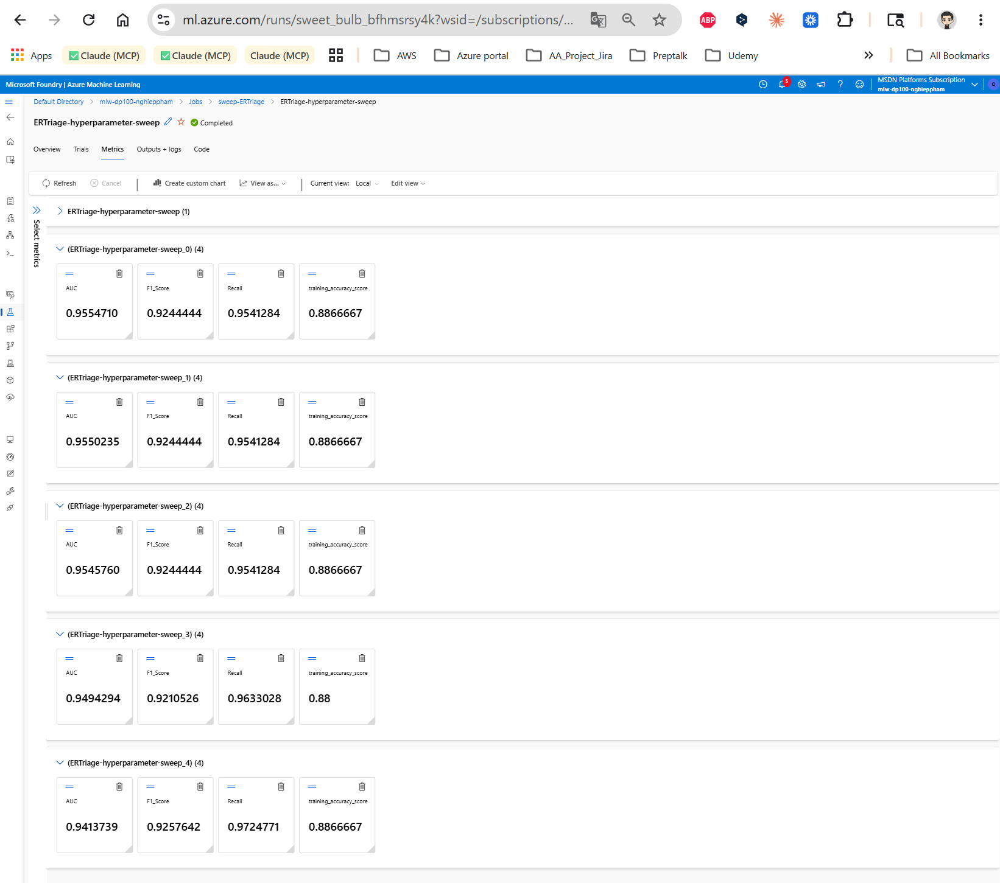 ml.azure.com/runs/sweet_bulb_bfhmsrsy4k?wsid=/subscriptions/...
ABP
Apps
Claude (MCP)
Claude (MCP)
Claude (MCP)
AWS
Azure portal
AA_Project_Jira
Preptalk
Udemy
All Bookmarks
Microsoft Foundry | Azure Machine Learning
5
MSDN Platforms Subscription
mlw-dp100-nghieppham
Q
Default Directory > mlw-dp100-nghieppham > Jobs > sweep-ERTriage > ERTriage-hyperparameter-sweep
ERTriage-hyperparameter-sweep Completed
Overview Trials Metrics Outputs + logs Code
Refresh Cancel Create custom chart View as... Current view: Local Edit view
Select metrics
ERTriage-hyperparameter-sweep (1)
(ERTriage-hyperparameter-sweep_0) (4)
AUC F1_Score Recall training_accuracy_score
0.9554710 0.9244444 0.9541284 0.8866667
(ERTriage-hyperparameter-sweep_1) (4)
AUC F1_Score Recall training_accuracy_score
0.9550235 0.9244444 0.9541284 0.8866667
(ERTriage-hyperparameter-sweep_2) (4)
AUC F1_Score Recall training_accuracy_score
0.9545760 0.9244444 0.9541284 0.8866667
(ERTriage-hyperparameter-sweep_3) (4)
AUC F1_Score Recall training_accuracy_score
0.9494294 0.9210526 0.9633028 0.88
(ERTriage-hyperparameter-sweep_4) (4)
AUC F1_Score Recall training_accuracy_score
0.9413739 0.9257642 0.9724771 0.8866667